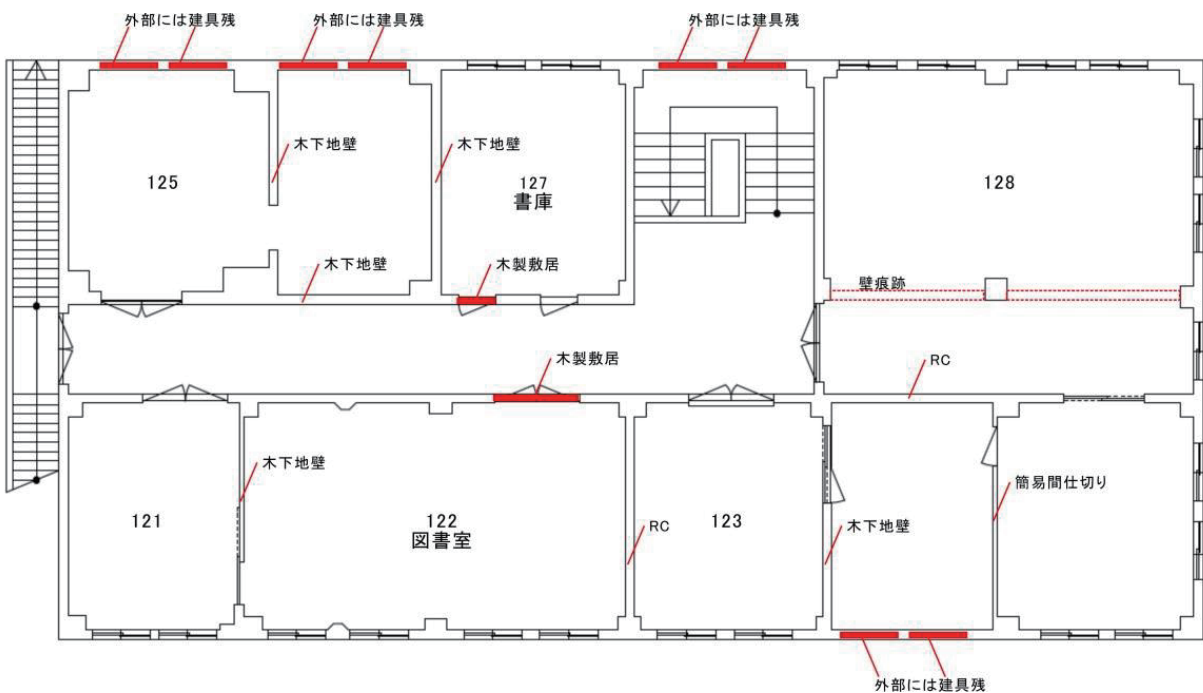 外部には建具残
外部には建具残
外部には建具残
木下地壁
木下地壁
125
127
書庫
128
木下地壁
木製敷居
壁痕跡
木製敷居
RC
木下地壁
簡易間仕切り
121
122
図書室
RC
123
木下地壁
外部には建具残